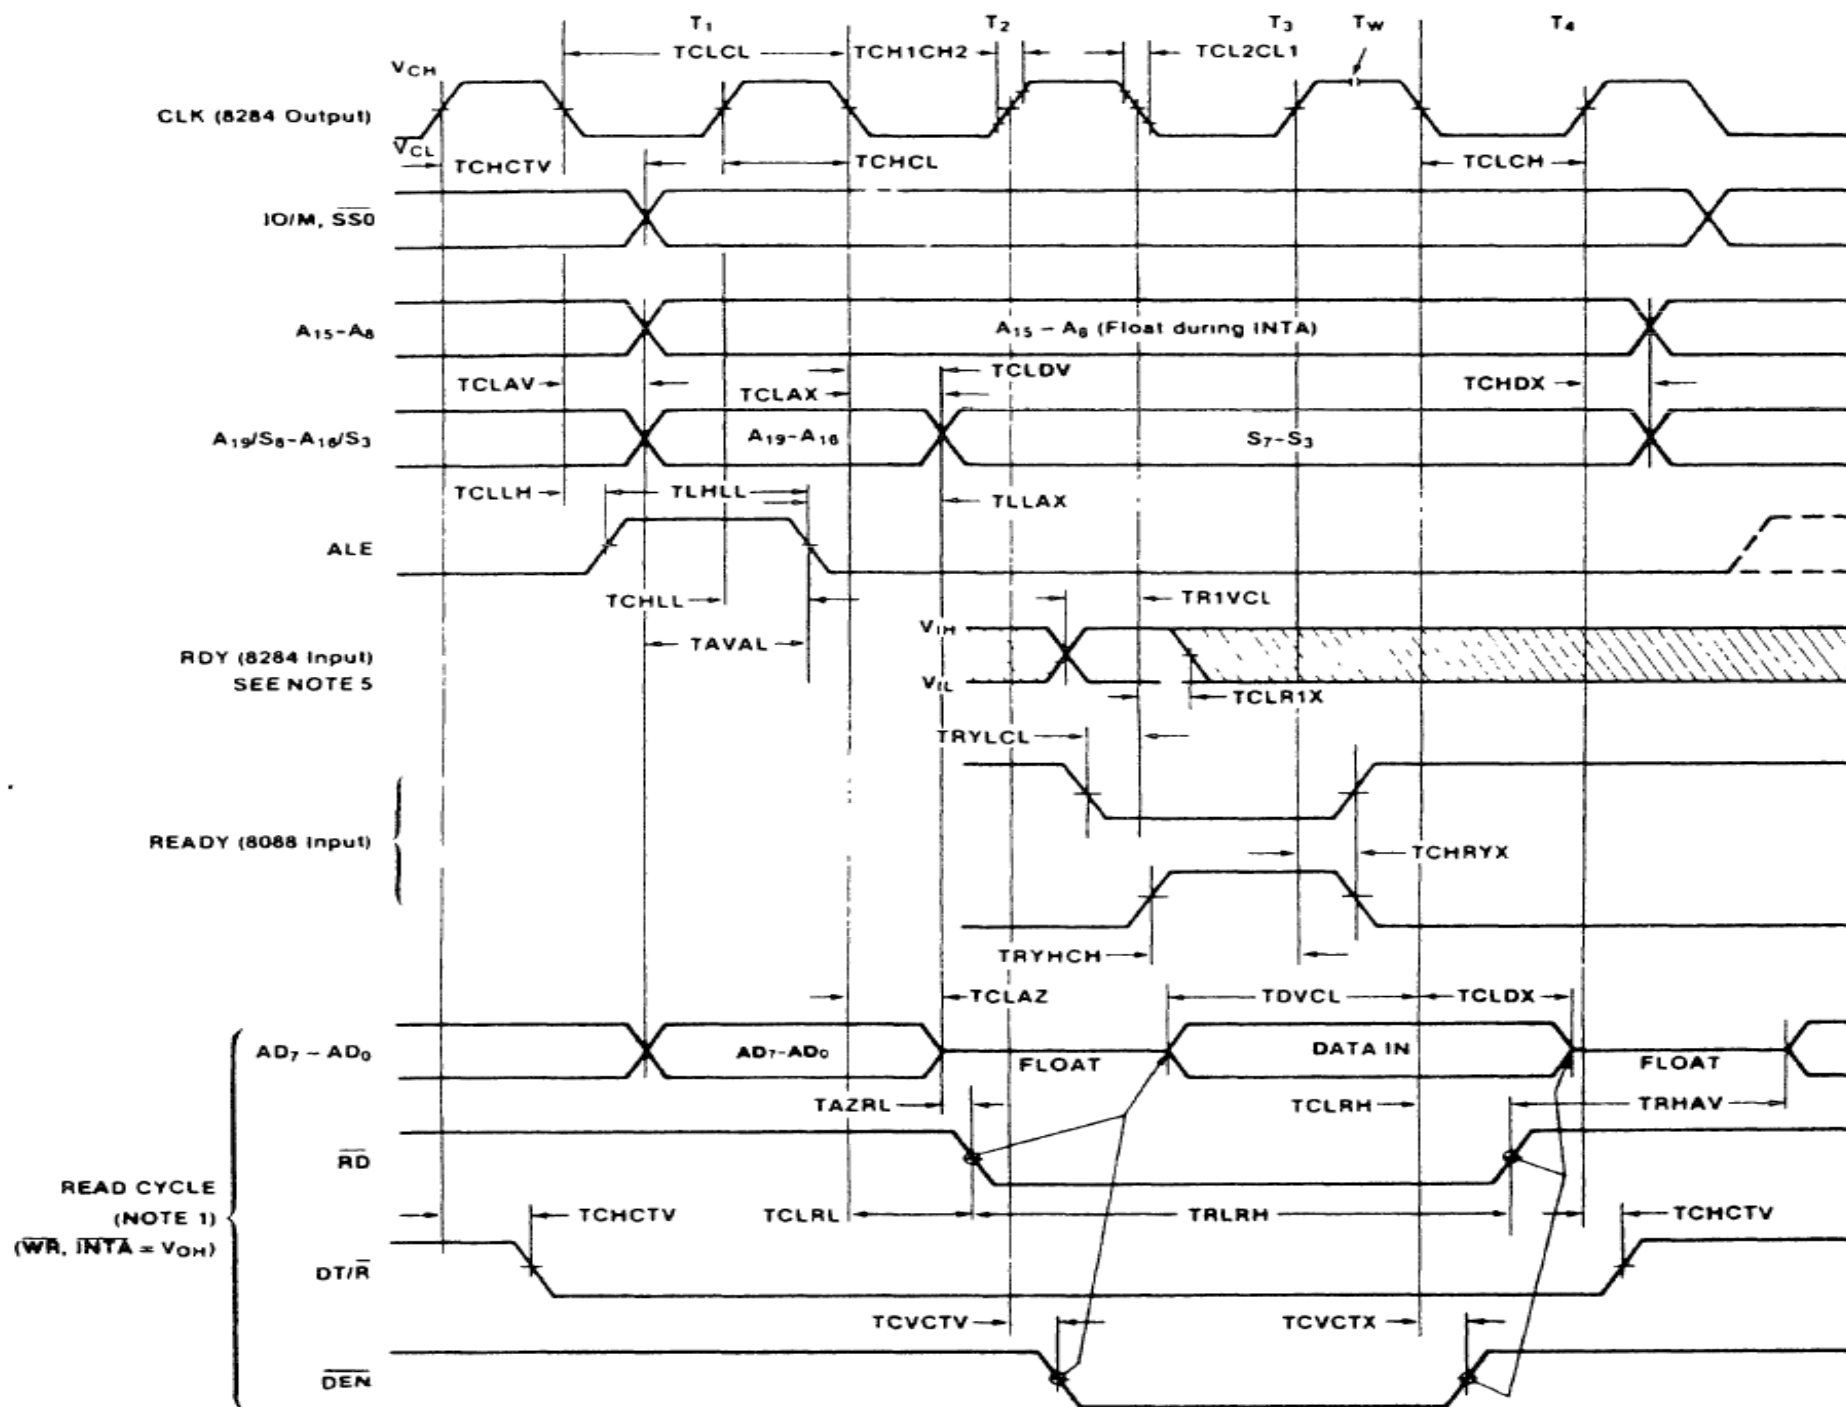 T1 T2 T3 TW T4
TCLCL TCH1CH2 TCL2CL1
VCH
CLK (8284 Output)
VCL
TCHCTV TCHCL TCLCH
IO/M, SS0
A15-A8 A15 – A8 (Float during INTA)
TCLDV
TCLAV TCLAX TCHDX
A19/S6-A16/S3 A19-A16 S7-S3
TCLLH TLHLL TLLAX
ALE
TCHLL TR1VCL
VIH
TAVAL
RDY (8284 Input)
SEE NOTE 5
VIL
TCLR1X
TRYLCL
READY (8088 Input)
TCHRYX
TRYHCH
TCLAZ TDVCL TCLDX
AD7 – AD0 AD7-AD0 FLOAT DATA IN FLOAT
TAZRL TCLRH TRHAV
RD
READ CYCLE
(NOTE 1)
(WR, INTA = VOH)
TCHCTV TCLRL TRLRH TCHCTV
DT/R
TCVCTV TCVCTX
DEN